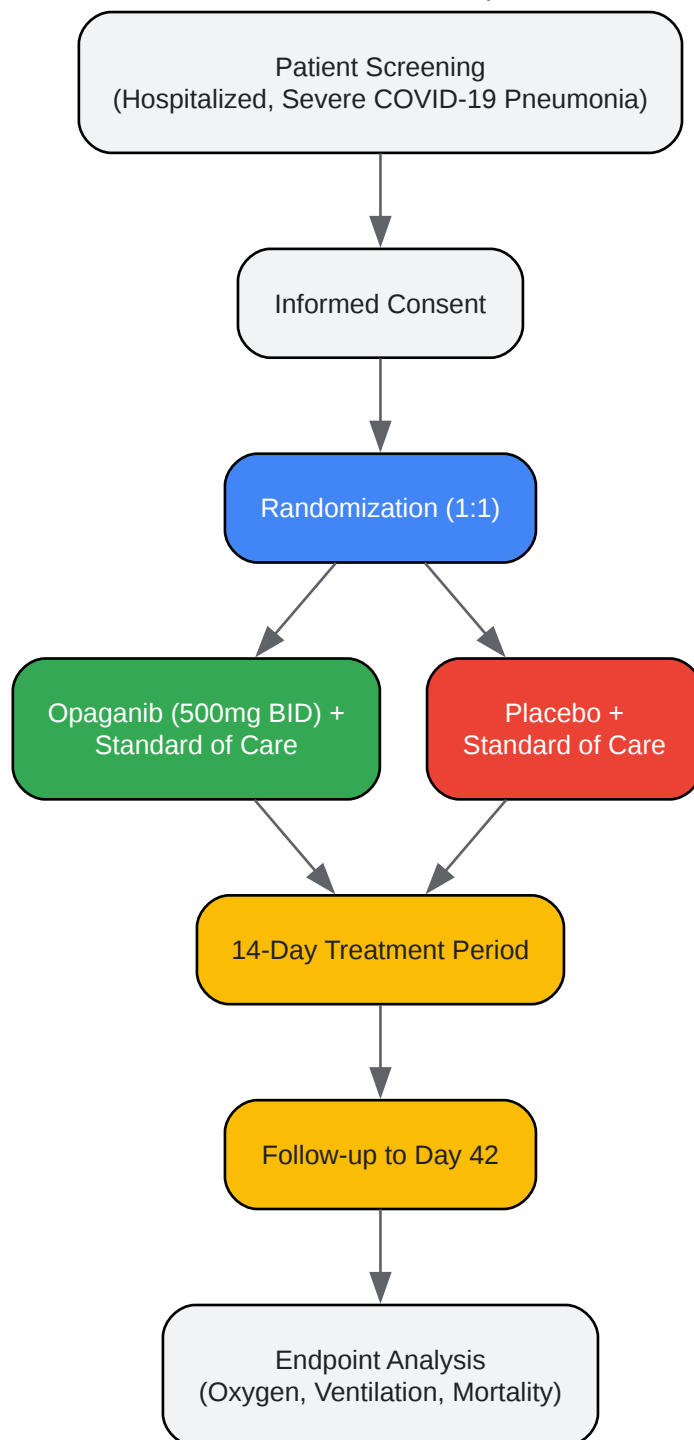 Patient Screening
(Hospitalized, Severe COVID-19 Pneumonia)
Informed Consent
Randomization (1:1)
Opaganib (500mg BID) +
Standard of Care
Placebo +
Standard of Care
14-Day Treatment Period
Follow-up to Day 42
Endpoint Analysis
(Oxygen, Ventilation, Mortality)